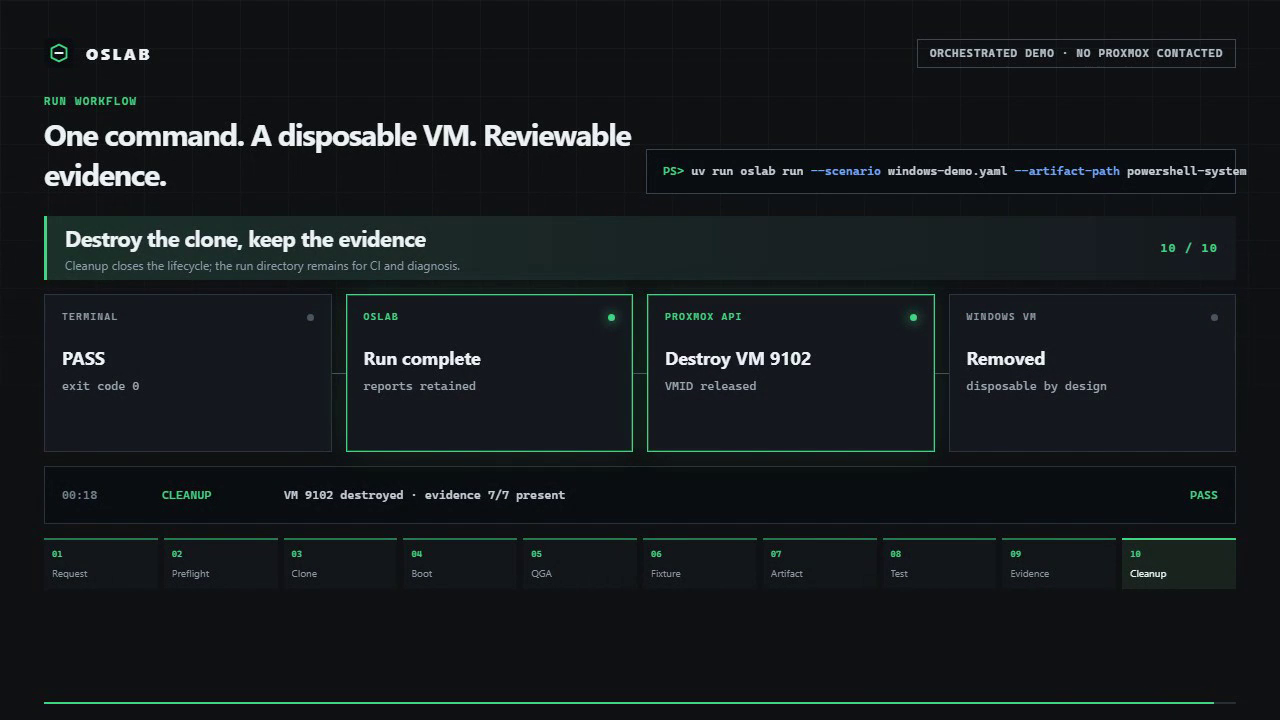 OSLAB
ORCHESTRATED DEMO · NO PROXMOX CONTACTED
RUN WORKFLOW
One command. A disposable VM. Reviewable
evidence.
PS> uv run oslab run --scenario windows-demo.yaml --artifact-path powershell-system
Destroy the clone, keep the evidence
Cleanup closes the lifecycle; the run directory remains for CI and diagnosis.
10 / 10
TERMINAL
PASS
exit code 0
OSLAB
Run complete
reports retained
PROXMOX API
Destroy VM 9102
VMID released
WINDOWS VM
Removed
disposable by design
00:18 CLEANUP VM 9102 destroyed · evidence 7/7 present PASS
01
Request
02
Preflight
03
Clone
04
Boot
05
QGA
06
Fixture
07
Artifact
08
Test
09
Evidence
10
Cleanup